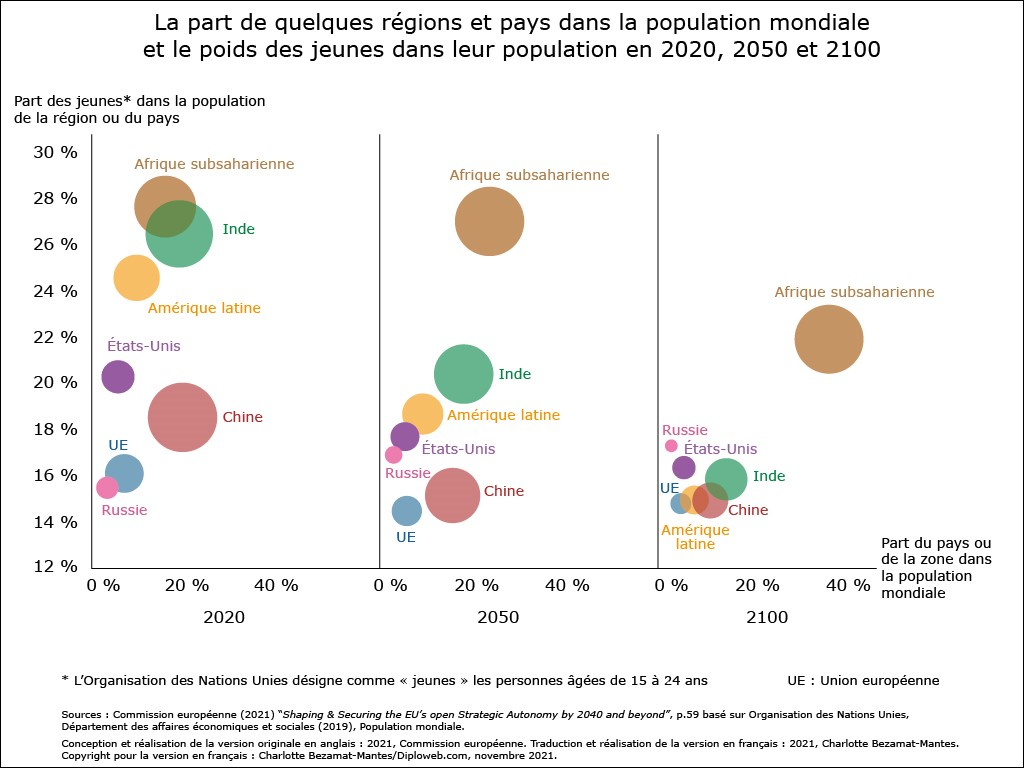 La part de quelques régions et pays dans la population mondiale
et le poids des jeunes dans leur population en 2020, 2050 et 2100
Part des jeunes* dans la population
de la région ou du pays
30 %
28 %
26 %
24 %
22 %
20 %
18 %
16 %
14 %
12 %
Afrique subsaharienne
Inde
Amérique latine
États-Unis
Chine
UE
Russie
0 %
20 %
40 %
2020
Afrique subsaharienne
Inde
Amérique latine
États-Unis
Russie
Chine
UE
0 %
20 %
40 %
2050
Afrique subsaharienne
Russie
États-Unis
Inde
UE
Chine
Amérique
latine
0 %
20 %
40 %
2100
Part du pays ou
de la zone dans
la population
mondiale
* L’Organisation des Nations Unies désigne comme « jeunes » les personnes âgées de 15 à 24 ans
UE : Union européenne
Sources : Commission européenne (2021) “Shaping & Securing the EU’s open Strategic Autonomy by 2040 and beyond”, p.59 basé sur Organisation des Nations Unies,
Département des affaires économiques et sociales (2019), Population mondiale.
Conception et réalisation de la version originale en anglais : 2021, Commission européenne. Traduction et réalisation de la version en français : 2021, Charlotte Bezamat-Mantes.
Copyright pour la version en français : Charlotte Bezamat-Mantes/Diploweb.com, novembre 2021.